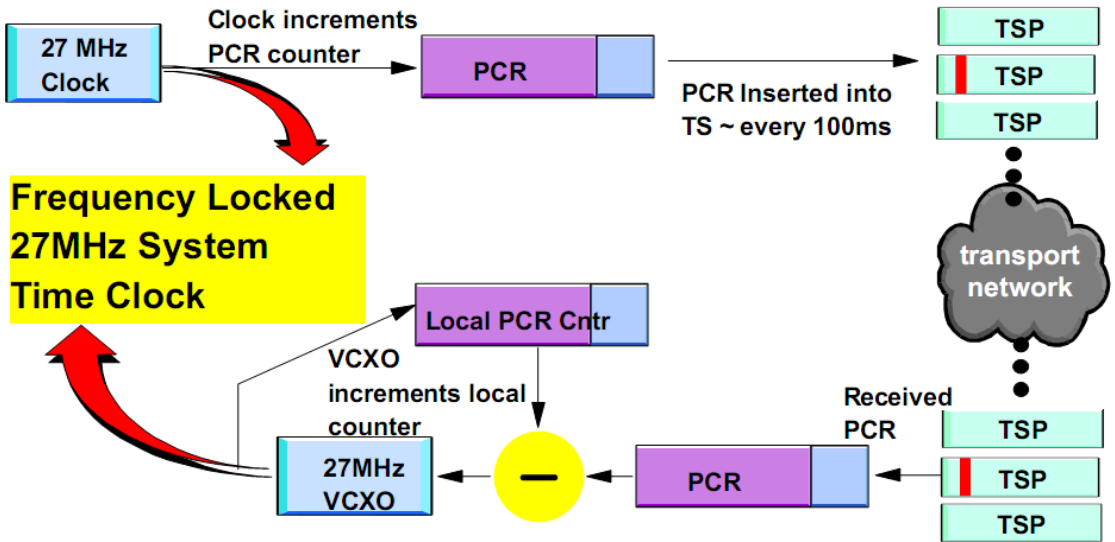 27 MHz
Clock
Clock increments
PCR counter
PCR
PCR Inserted into
TS ~ every 100ms
TSP
TSP
TSP
Frequency Locked
27MHz System
Time Clock
transport
network
Local PCR Cntr
VCXO
increments local
counter
Received
PCR
27MHz
VCXO
–
PCR
TSP
TSP
TSP